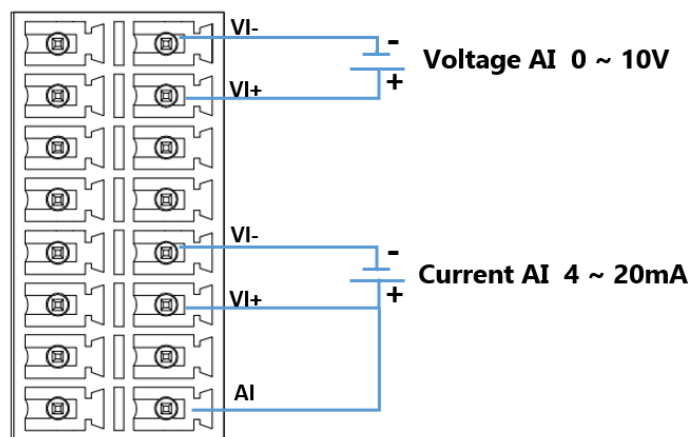 VI-
-
Voltage AI 0 ~ 10V
VI+
+
VI-
-
Current AI 4 ~ 20mA
VI+
+
AI